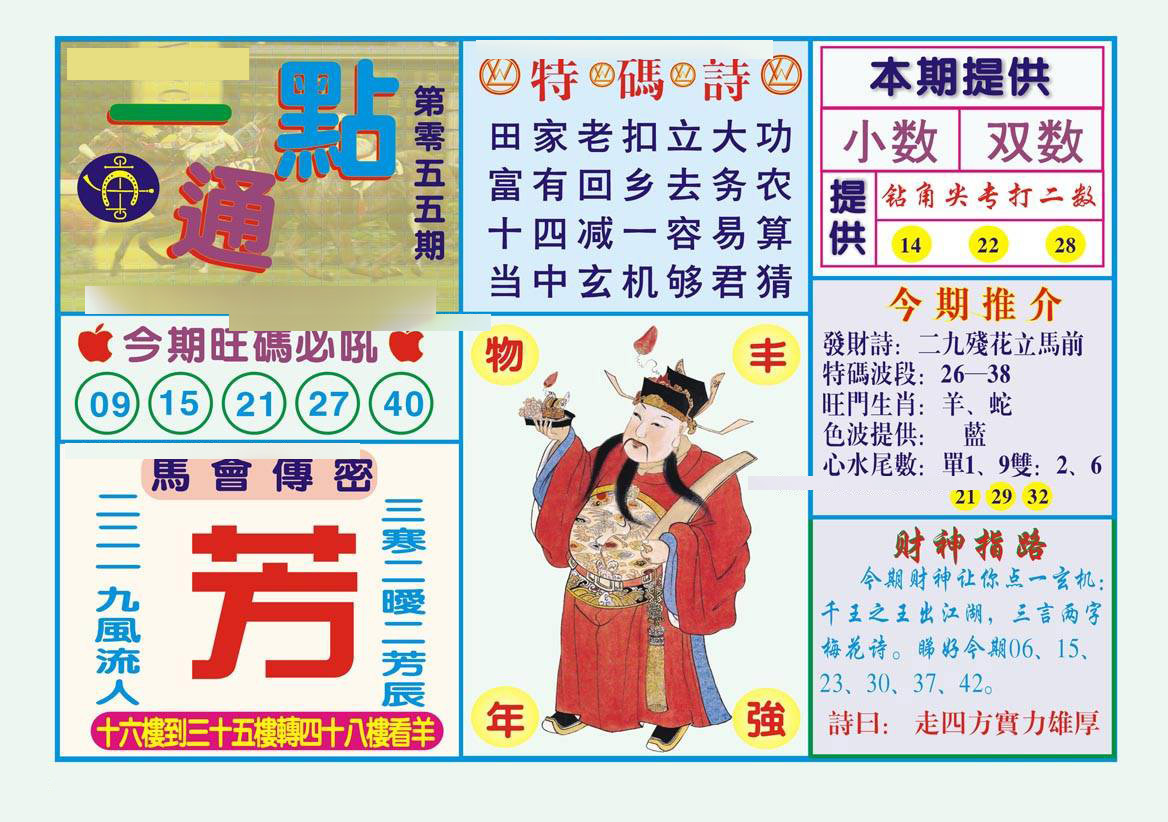 一點通
第零五五期
特碼詩
田家老扣立大功
富有回乡去务农
十四减一容易算
当中玄机够君猜
本期提供
小数 双数
提供
钻角尖专打二数
14 22 28
今期旺碼必吼
09 15 21 27 40
物 丰 年 強
今期推介
發財詩：二九殘花立馬前
特碼波段：26—38
旺門生肖：羊、蛇
色波提供： 藍
心水尾數：單1、9雙：2、6
21 29 32
馬會傳密
三寒二曖二芳辰
芳
一二二一九風流人
十六樓到三十五樓轉四十八樓看羊
财神指路
今期财神让你点一玄机：
千王之王出江湖，三言两字
梅花诗。睇好今期06、15、
23、30、37、42。
詩曰： 走四方實力雄厚